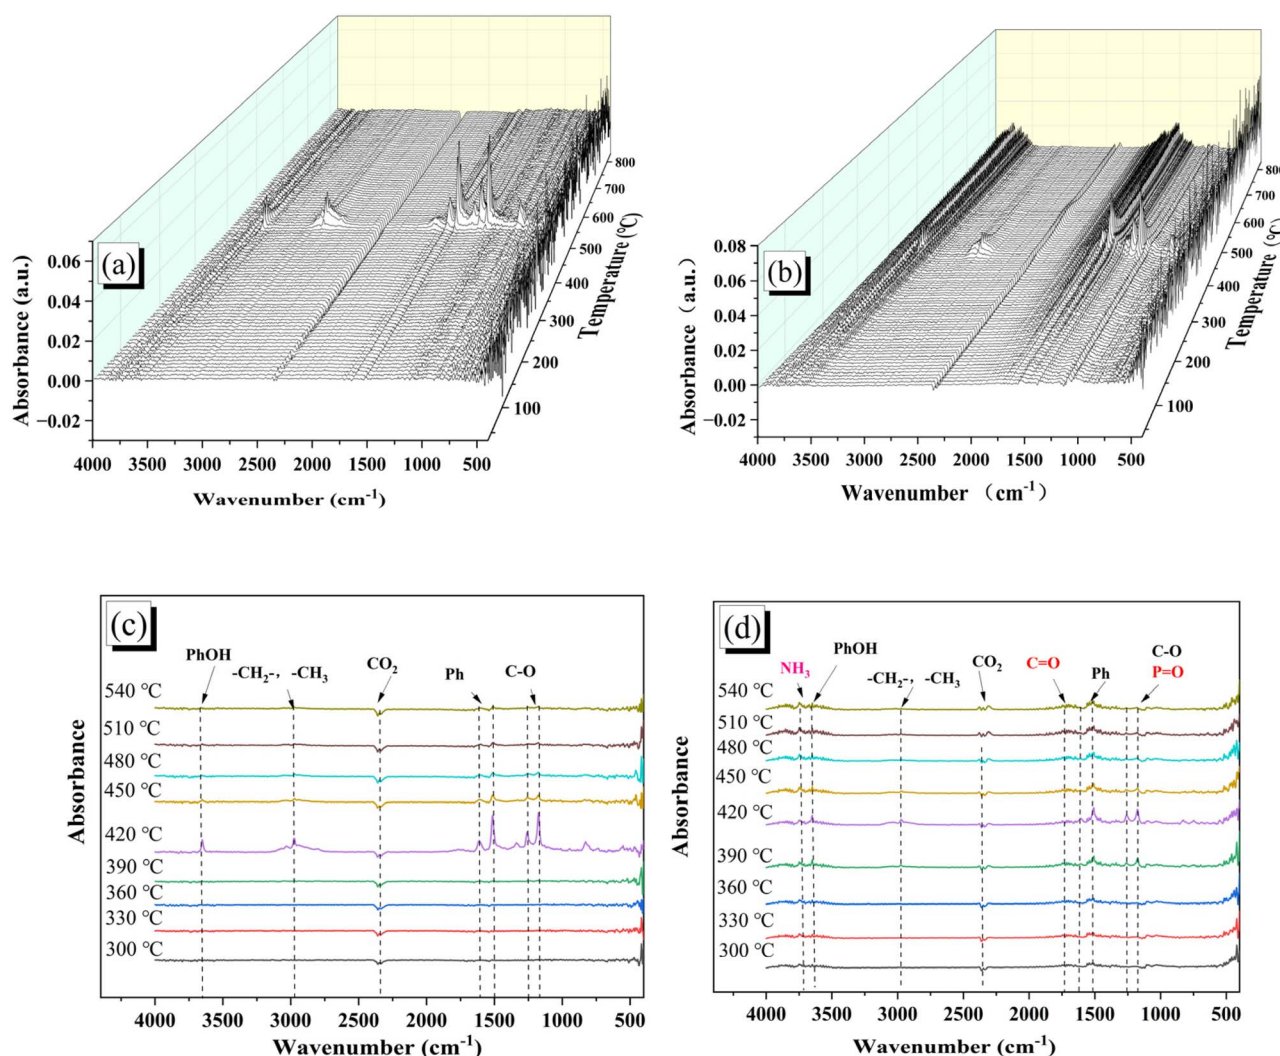 (a)
Absorbance (a.u.)
0.06
0.04
0.02
0.00
−0.02
4000 3500 3000 2500 2000 1500 1000 500
Wavenumber (cm-1)
100
200
300
400
500
600
700
800
Temperature (℃)
(b)
Absorbance (a.u.)
0.08
0.06
0.04
0.02
0.00
−0.02
4000 3500 2500 2000 1500 1000 500
Wavenumber (cm-1)
100
200
300
400
500
600
700
800
Temperature (℃)
(c)
Absorbance
PhOH
-CH2-, -CH3
CO2
Ph
C-O
540 ℃
510 ℃
480 ℃
450 ℃
420 ℃
390 ℃
360 ℃
330 ℃
300 ℃
4000 3500 3000 2500 2000 1500 1000 500
Wavenumber (cm-1)
(d)
Absorbance
NH3
PhOH
-CH2-, -CH3
CO2
C=O
Ph
C-O
P=O
540 ℃
510 ℃
480 ℃
450 ℃
420 ℃
390 ℃
360 ℃
330 ℃
300 ℃
4000 3500 3000 2500 2000 1500 1000 500
Wavenumber (cm-1)